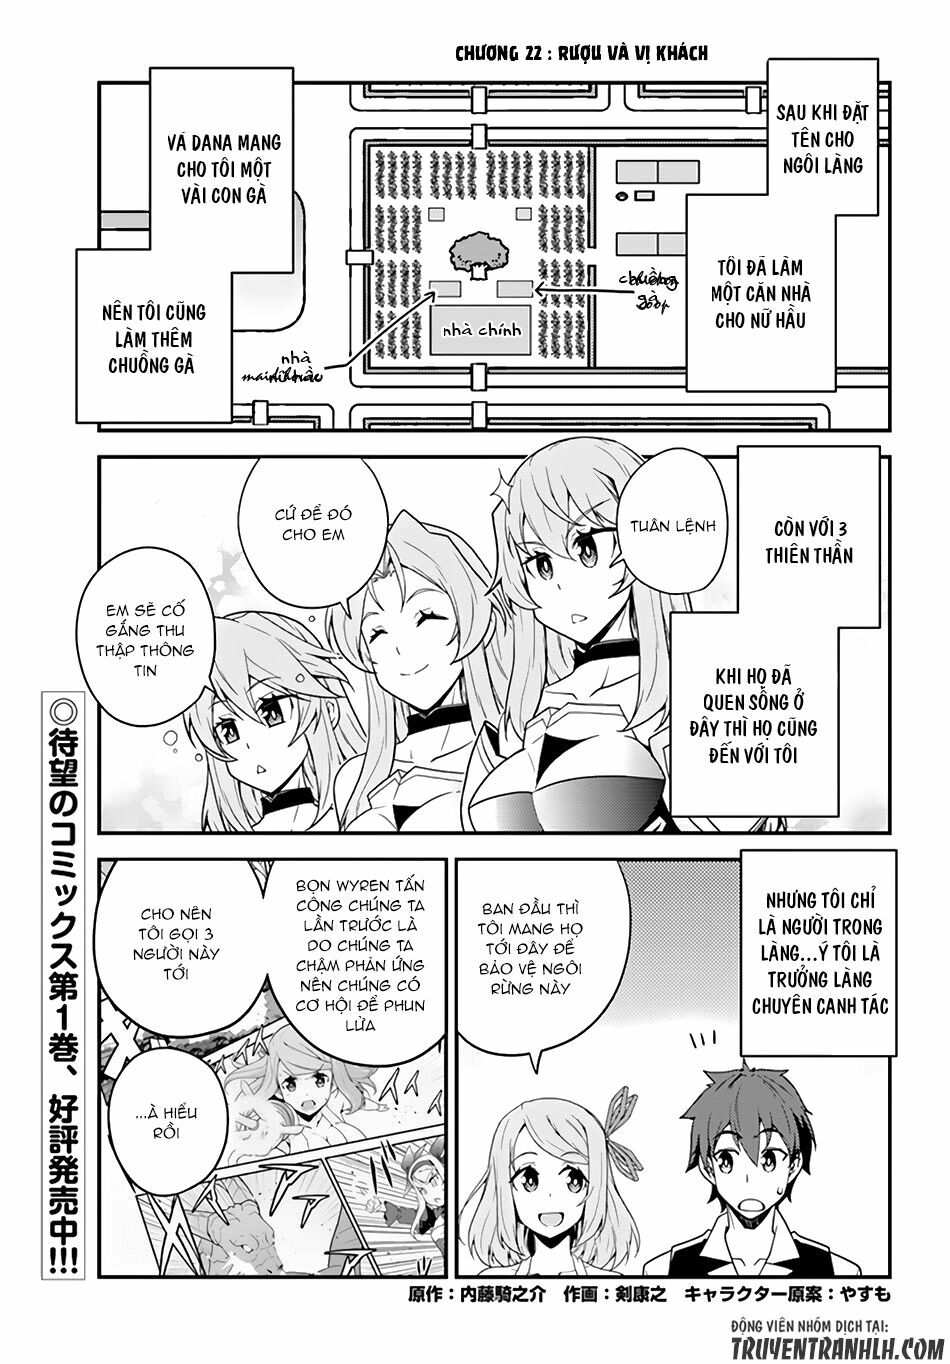 CHƯƠNG 22 : RƯỢU VÀ VỊ KHÁCH
SAU KHI ĐẶT
TÊN CHO
NGÔI LÀNG
TÔI ĐÃ LÀM
MỘT CĂN NHÀ
CHO NỮ HẦU
VÀ DANA MANG
CHO TÔI MỘT
VÀI CON GÀ
NÊN TÔI CŨNG
LÀM THÊM
CHUỒNG GÀ
nhà chính
nhà
CÒN VỚI 3
THIÊN THẦN
KHI HỌ ĐÃ
QUEN SỐNG Ở
ĐÂY THÌ HỌ CŨNG
ĐẾN VỚI TÔI
TUÂN LỆNH
CỨ ĐỂ ĐÓ
CHO EM
EM SẼ CỐ
GẮNG THU
THẬP THÔNG
TIN
NHƯNG TÔI CHỈ
LÀ NGƯỜI TRONG
LÀNG...Ý TÔI LÀ
TRƯỞNG LÀNG
CHUYÊN CANH TÁC
BAN ĐẦU THÌ
TÔI MANG HỌ
TỚI ĐÂY ĐỂ
BẢO VỆ NGÔI
RỪNG NÀY
BỌN WYREN TẤN
CÔNG CHÚNG TA
LẦN TRƯỚC LÀ
DO CHÚNG TA
CHẬM PHẢN ỨNG
NÊN CHÚNG CÓ
CƠ HỘI ĐỂ PHUN
LỬA
CHO NÊN
TÔI GỌI 3
NGƯỜI NÀY
TỚI
...À HIỂU
RỒI
◎待望のコミックス第1巻、好評発売中!!!
原作：内藤騎之介　作画：剣康之　キャラクター原案：やすも
ĐỘNG VIÊN NHÓM DỊCH TẠI:
TRUYENTRANHLH.COM